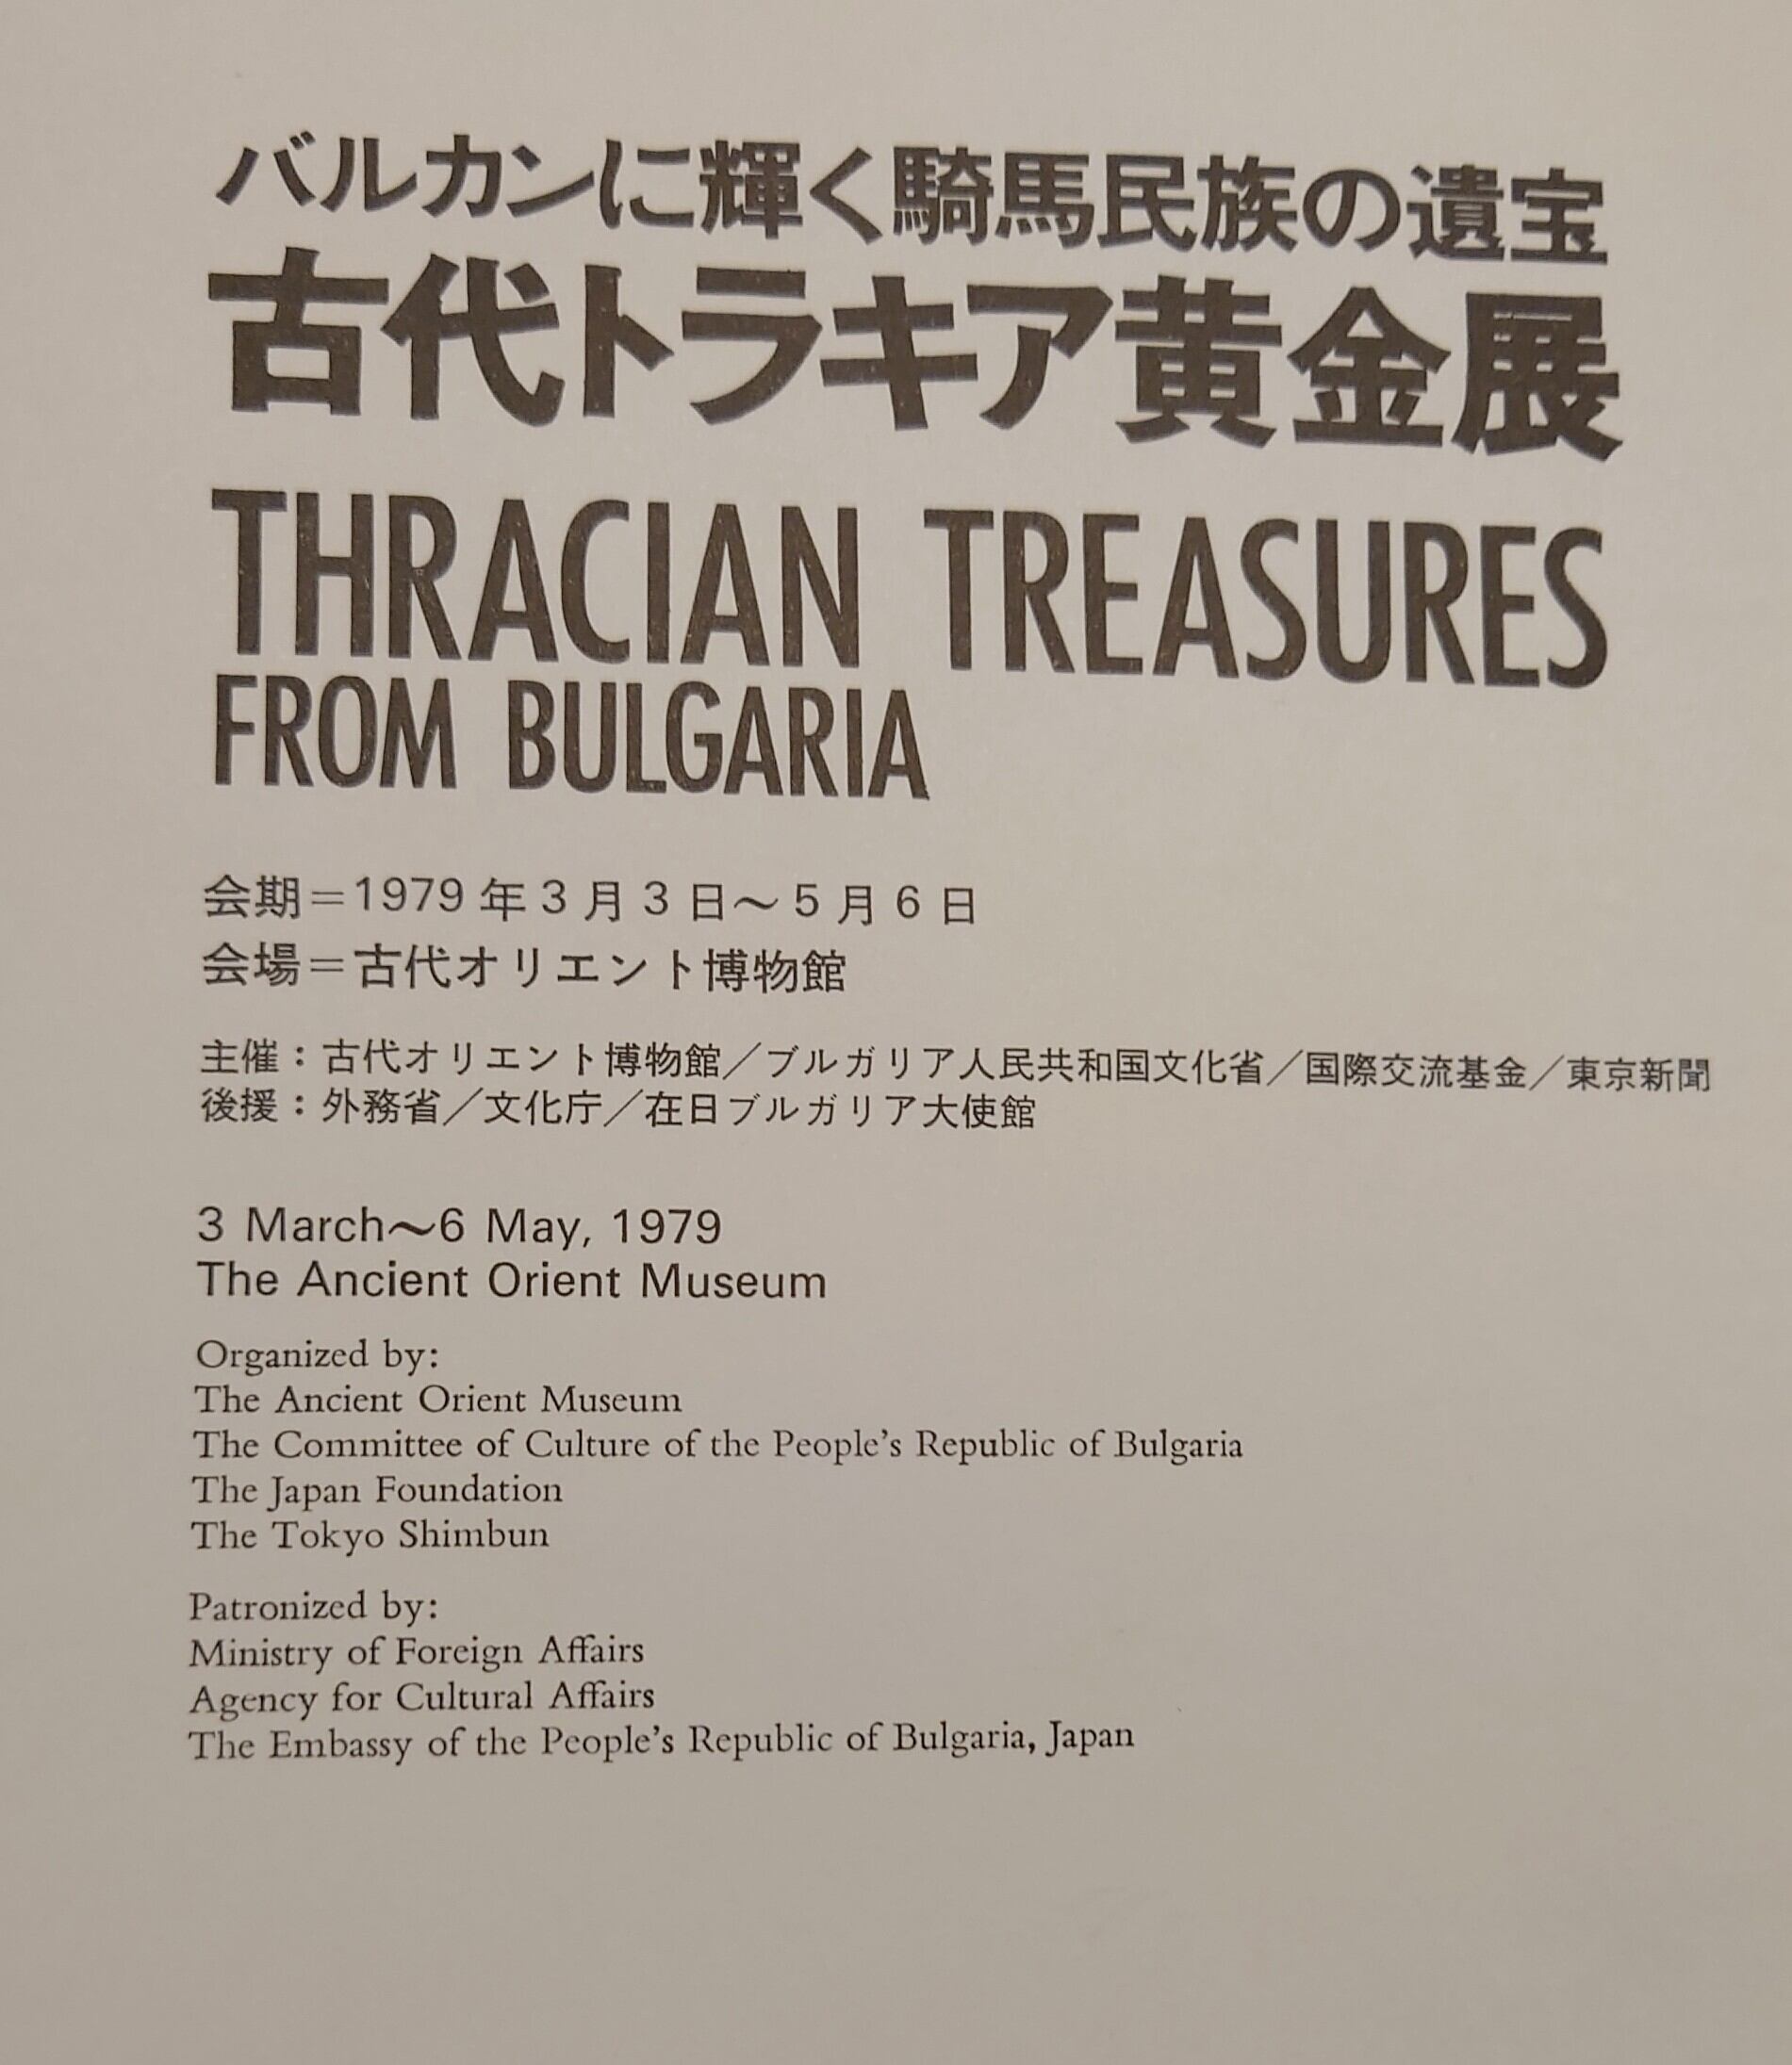 バルカンに輝く騎馬民族の遺宝
古代トラキア黄金展
THRACIAN TREASURES
FROM BULGARIA
会期＝1979年3月3日〜5月6日
会場＝古代オリエント博物館
主催：古代オリエント博物館／ブルガリア人民共和国文化省／国際交流基金／東京新聞
後援：外務省／文化庁／在日ブルガリア大使館
3 March〜6 May, 1979
The Ancient Orient Museum
Organized by:
The Ancient Orient Museum
The Committee of Culture of the People's Republic of Bulgaria
The Japan Foundation
The Tokyo Shimbun
Patronized by:
Ministry of Foreign Affairs
Agency for Cultural Affairs
The Embassy of the People's Republic of Bulgaria, Japan